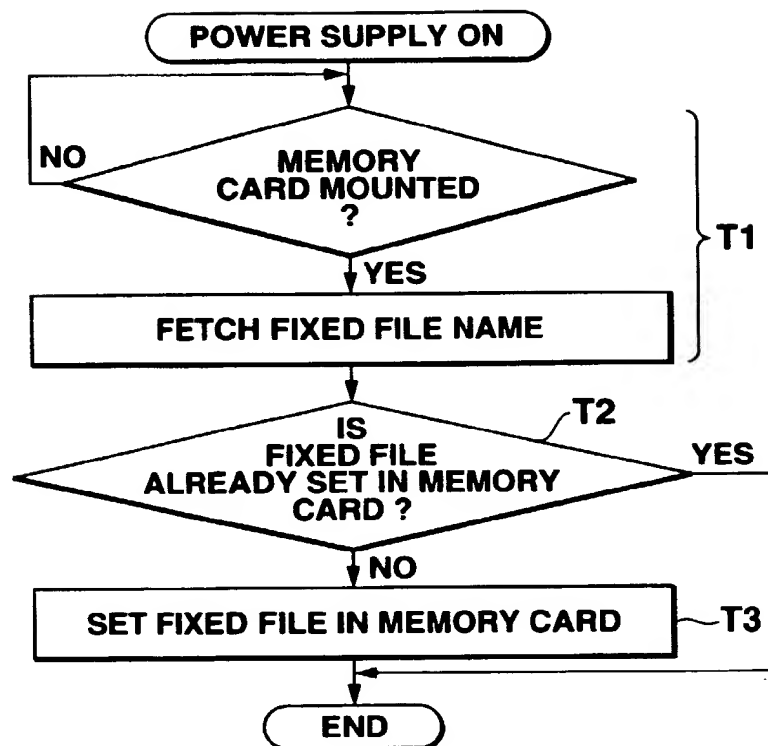 POWER SUPPLY ON
NO
MEMORY
CARD MOUNTED
?
T1
YES
FETCH FIXED FILE NAME
T2
IS
FIXED FILE
ALREADY SET IN MEMORY
CARD ?
YES
NO
SET FIXED FILE IN MEMORY CARD
T3
END